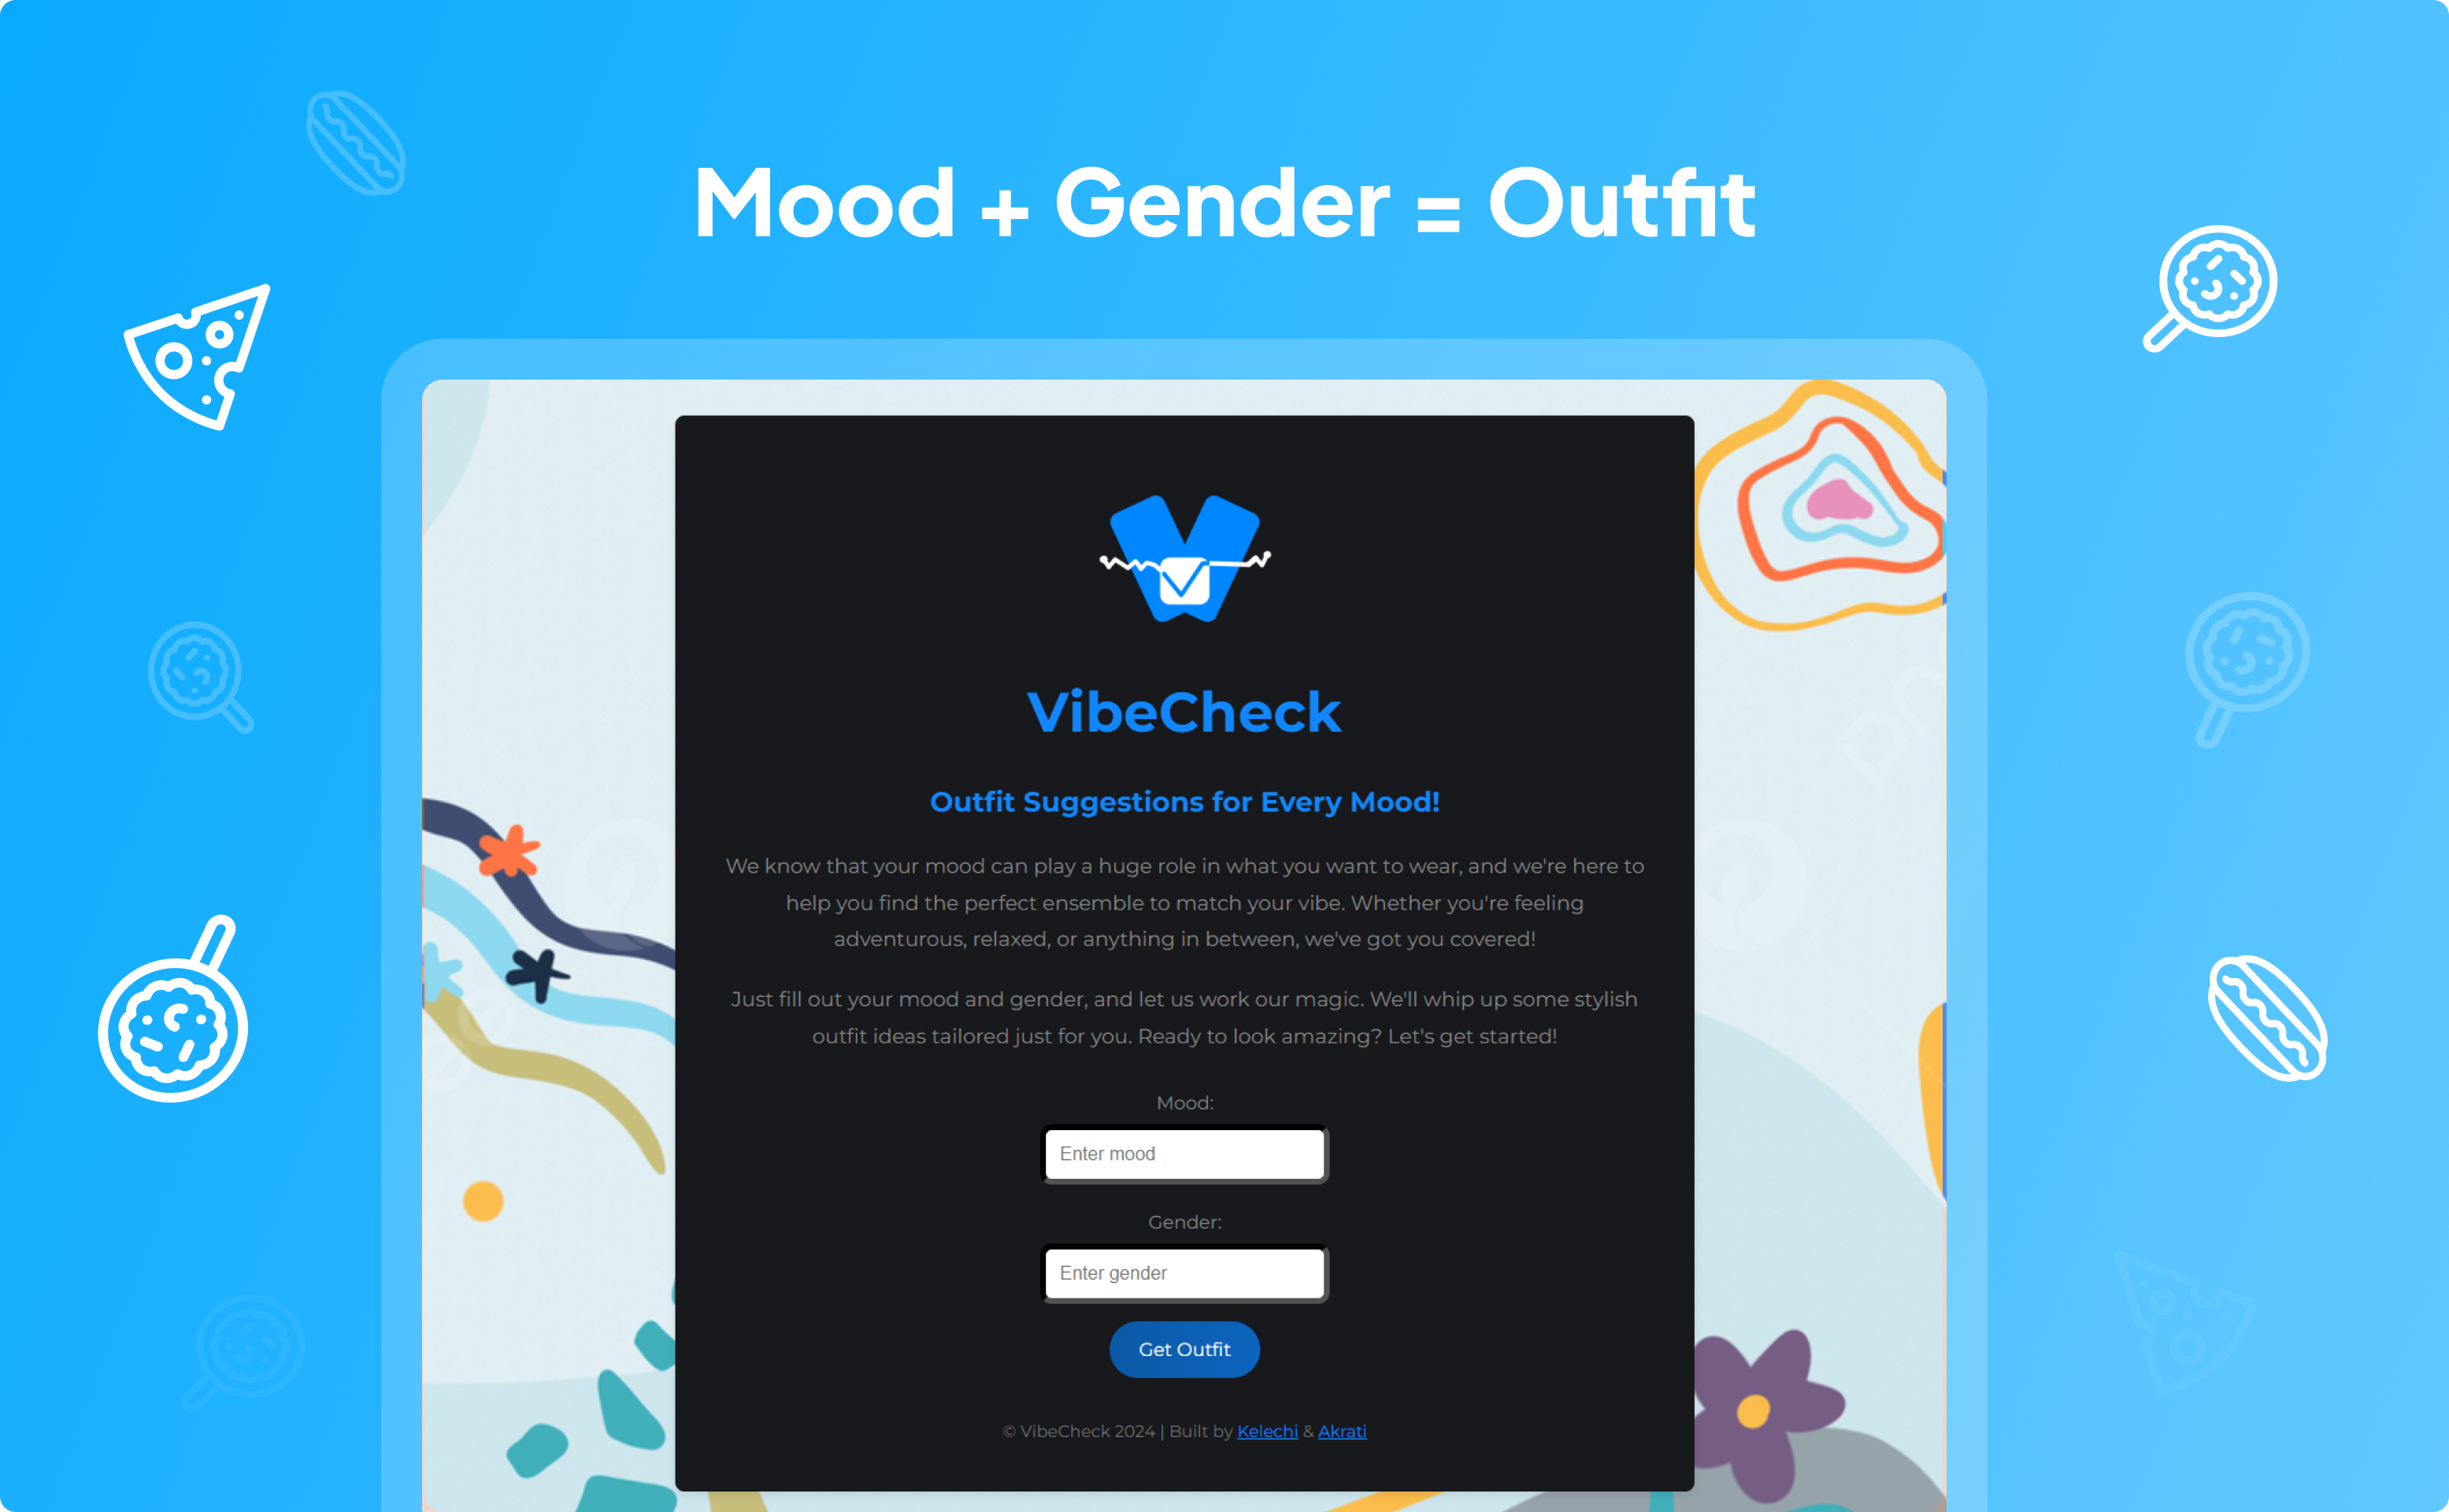 Mood + Gender = Outfit
VibeCheck
Outfit Suggestions for Every Mood!
We know that your mood can play a huge role in what you want to wear, and we're here to
help you find the perfect ensemble to match your vibe. Whether you're feeling
adventurous, relaxed, or anything in between, we've got you covered!
Just fill out your mood and gender, and let us work our magic. We'll whip up some stylish
outfit ideas tailored just for you. Ready to look amazing? Let's get started!
Mood:
Enter mood
Gender:
Enter gender
Get Outfit
© VibeCheck 2024 | Built by Kelechi & Akrati